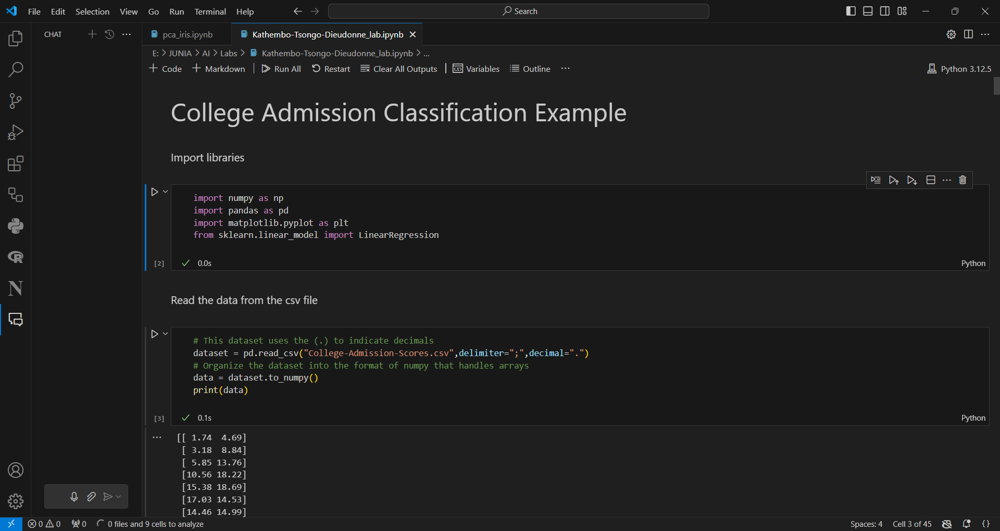 File Edit Selection View Go Run Terminal Help
Search
CHAT
pca_iris.ipynb
Kathembo-Tsongo-Dieudonne_lab.ipynb
E: > JUNIA > AI > Labs > Kathembo-Tsongo-Dieudonne_lab.ipynb > ...
+ Code + Markdown | Run All Restart Clear All Outputs | Variables Outline ...
Python 3.12.5
College Admission Classification Example
Import libraries
import numpy as np
import pandas as pd
import matplotlib.pyplot as plt
from sklearn.linear_model import LinearRegression
[2] 0.0s
Python
Read the data from the csv file
# This dataset uses the (.) to indicate decimals
dataset = pd.read_csv("College-Admission-Scores.csv",delimiter=";",decimal=".")
# Organize the dataset into the format of numpy that handles arrays
data = dataset.to_numpy()
print(data)
[3] 0.1s
Python
[[ 1.74  4.69]
[ 3.18  8.84]
[ 5.85 13.76]
[10.56 18.22]
[15.38 18.69]
[17.03 14.53]
[14.46 14.99]
0 0 0 0 files and 9 cells to analyze
Spaces: 4 Cell 3 of 45 {}